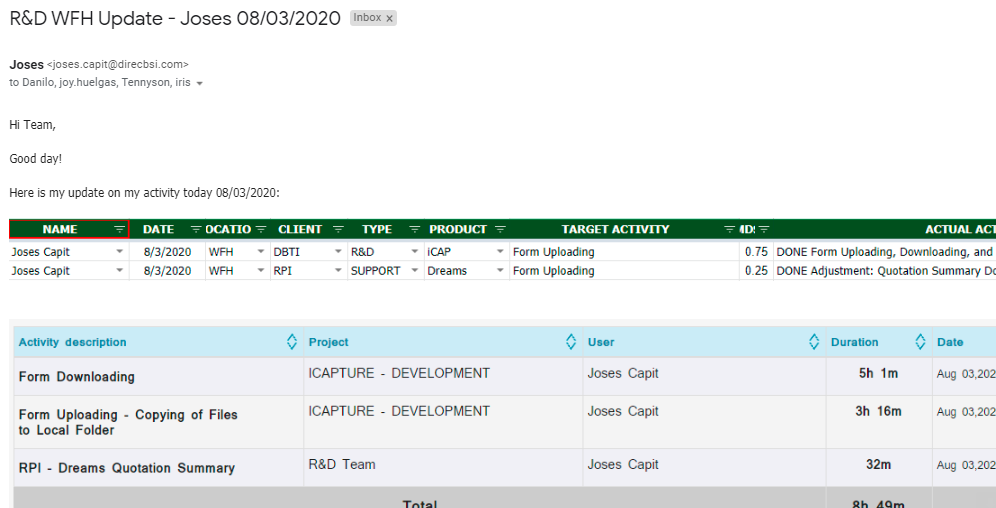 R&D WFH Update - Joses 08/03/2020 Inbox x
Joses <joses.capit@direcbsi.com>
to Danilo, joy.huelgas, Tennyson, iris
Hi Team,
Good day!
Here is my update on my activity today 08/03/2020:
NAME DATE OCATIO CLIENT TYPE PRODUCT TARGET ACTIVITY ACTUAL ACT
Joses Capit 8/3/2020 WFH DBTI R&D iCAP Form Uploading 0.75 DONE Form Uploading, Downloading, and
Joses Capit 8/3/2020 WFH RPI SUPPORT Dreams Form Uploading 0.25 DONE Adjustment: Quotation Summary Do
Activity description Project User Duration Date
Form Downloading ICAPTURE - DEVELOPMENT Joses Capit 5h 1m Aug 03,202
Form Uploading - Copying of Files ICAPTURE - DEVELOPMENT Joses Capit 3h 16m Aug 03,202
to Local Folder
RPI - Dreams Quotation Summary R&D Team Joses Capit 32m Aug 03,202
Total 8h 49m